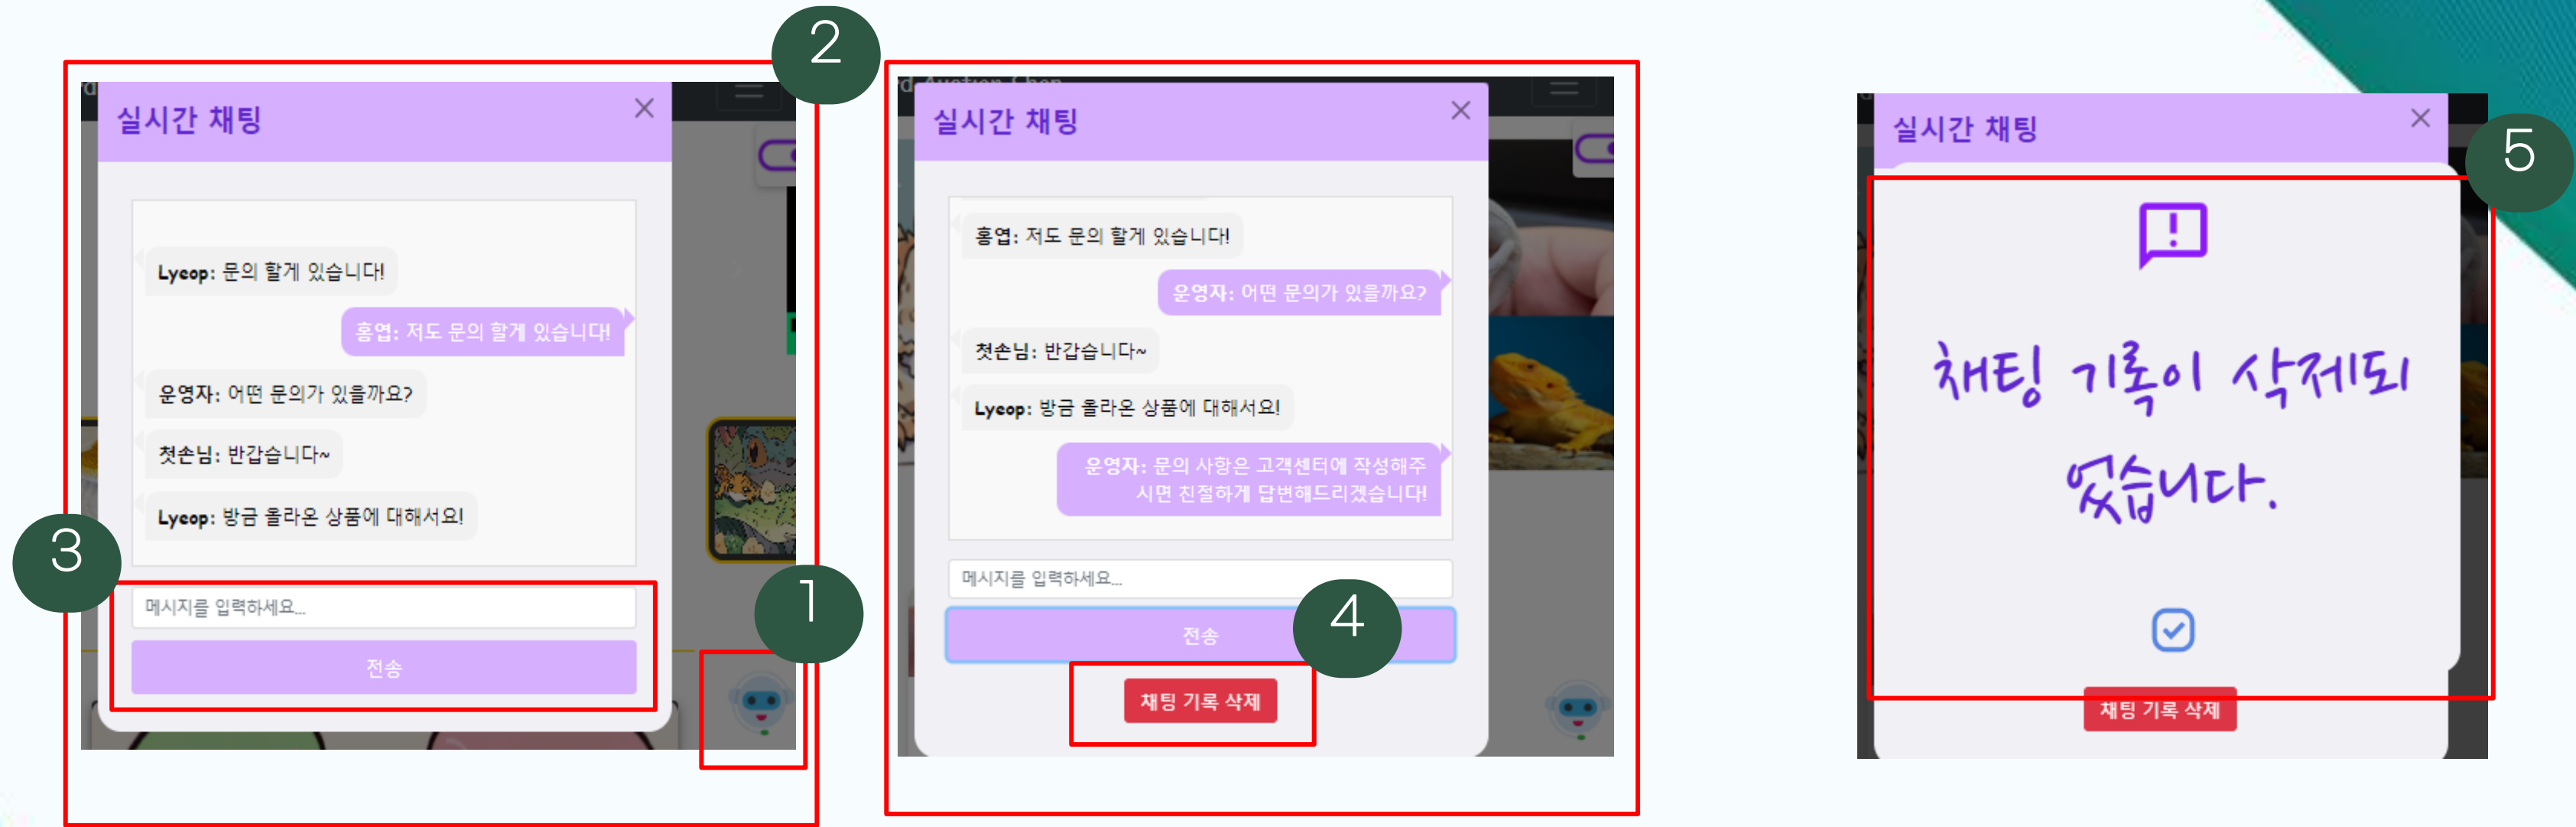 2
rd Auction Shop
실시간 채팅
Lyeop: 문의 할게 있습니다!
홍엽: 저도 문의 할게 있습니다!
운영자: 어떤 문의가 있을까요?
첫손님: 반갑습니다~
Lyeop: 방금 올라온 상품에 대해서요!
3
메시지를 입력하세요...
전송
1
실시간 채팅
홍엽: 저도 문의 할게 있습니다!
운영자: 어떤 문의가 있을까요?
첫손님: 반갑습니다~
Lyeop: 방금 올라온 상품에 대해서요!
운영자: 문의 사항은 고객센터에 작성해주
시면 친절하게 답변해드리겠습니다!
메시지를 입력하세요...
전송
4
채팅 기록 삭제
실시간 채팅
5
채팅 기록이 삭제되
었습니다.
채팅 기록 삭제